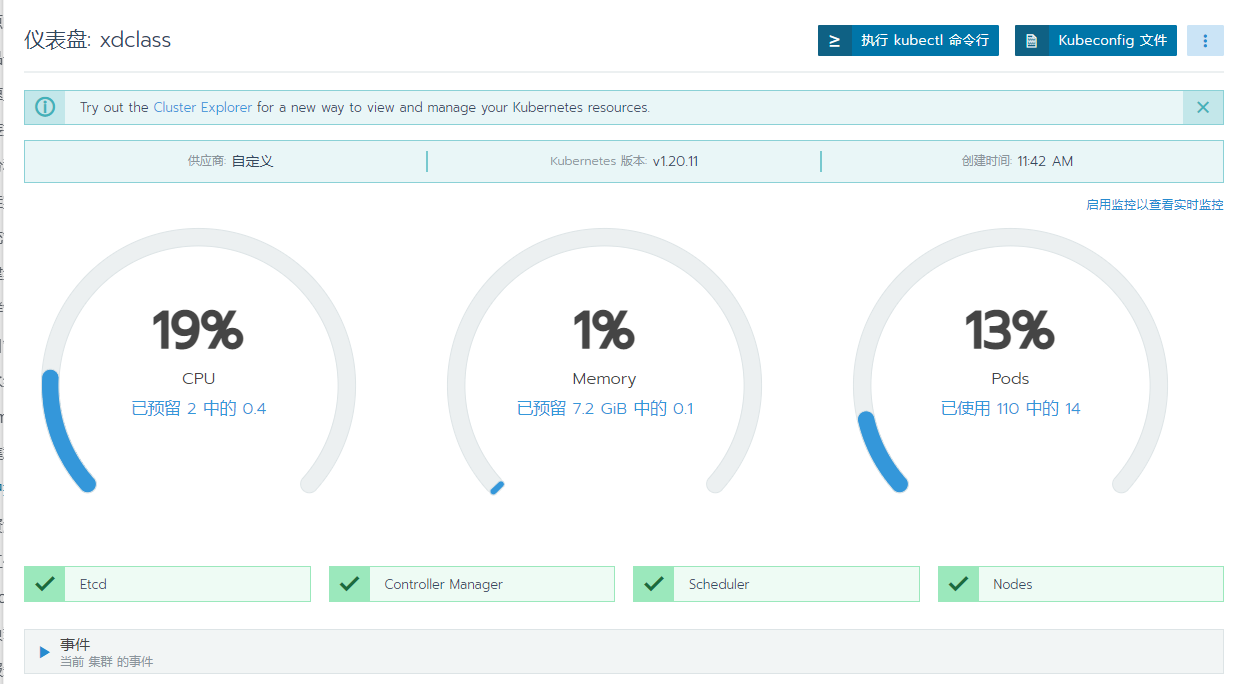 仪表盘: xdclass
执行 kubectl 命令行
Kubeconfig 文件
Try out the Cluster Explorer for a new way to view and manage your Kubernetes resources.
供应商: 自定义
Kubernetes 版本: v1.20.11
创建时间: 11:42 AM
启用监控以查看实时监控
19%
CPU
已预留 2 中的 0.4
1%
Memory
已预留 7.2 GiB 中的 0.1
13%
Pods
已使用 110 中的 14
Etcd
Controller Manager
Scheduler
Nodes
事件
当前 集群 的事件